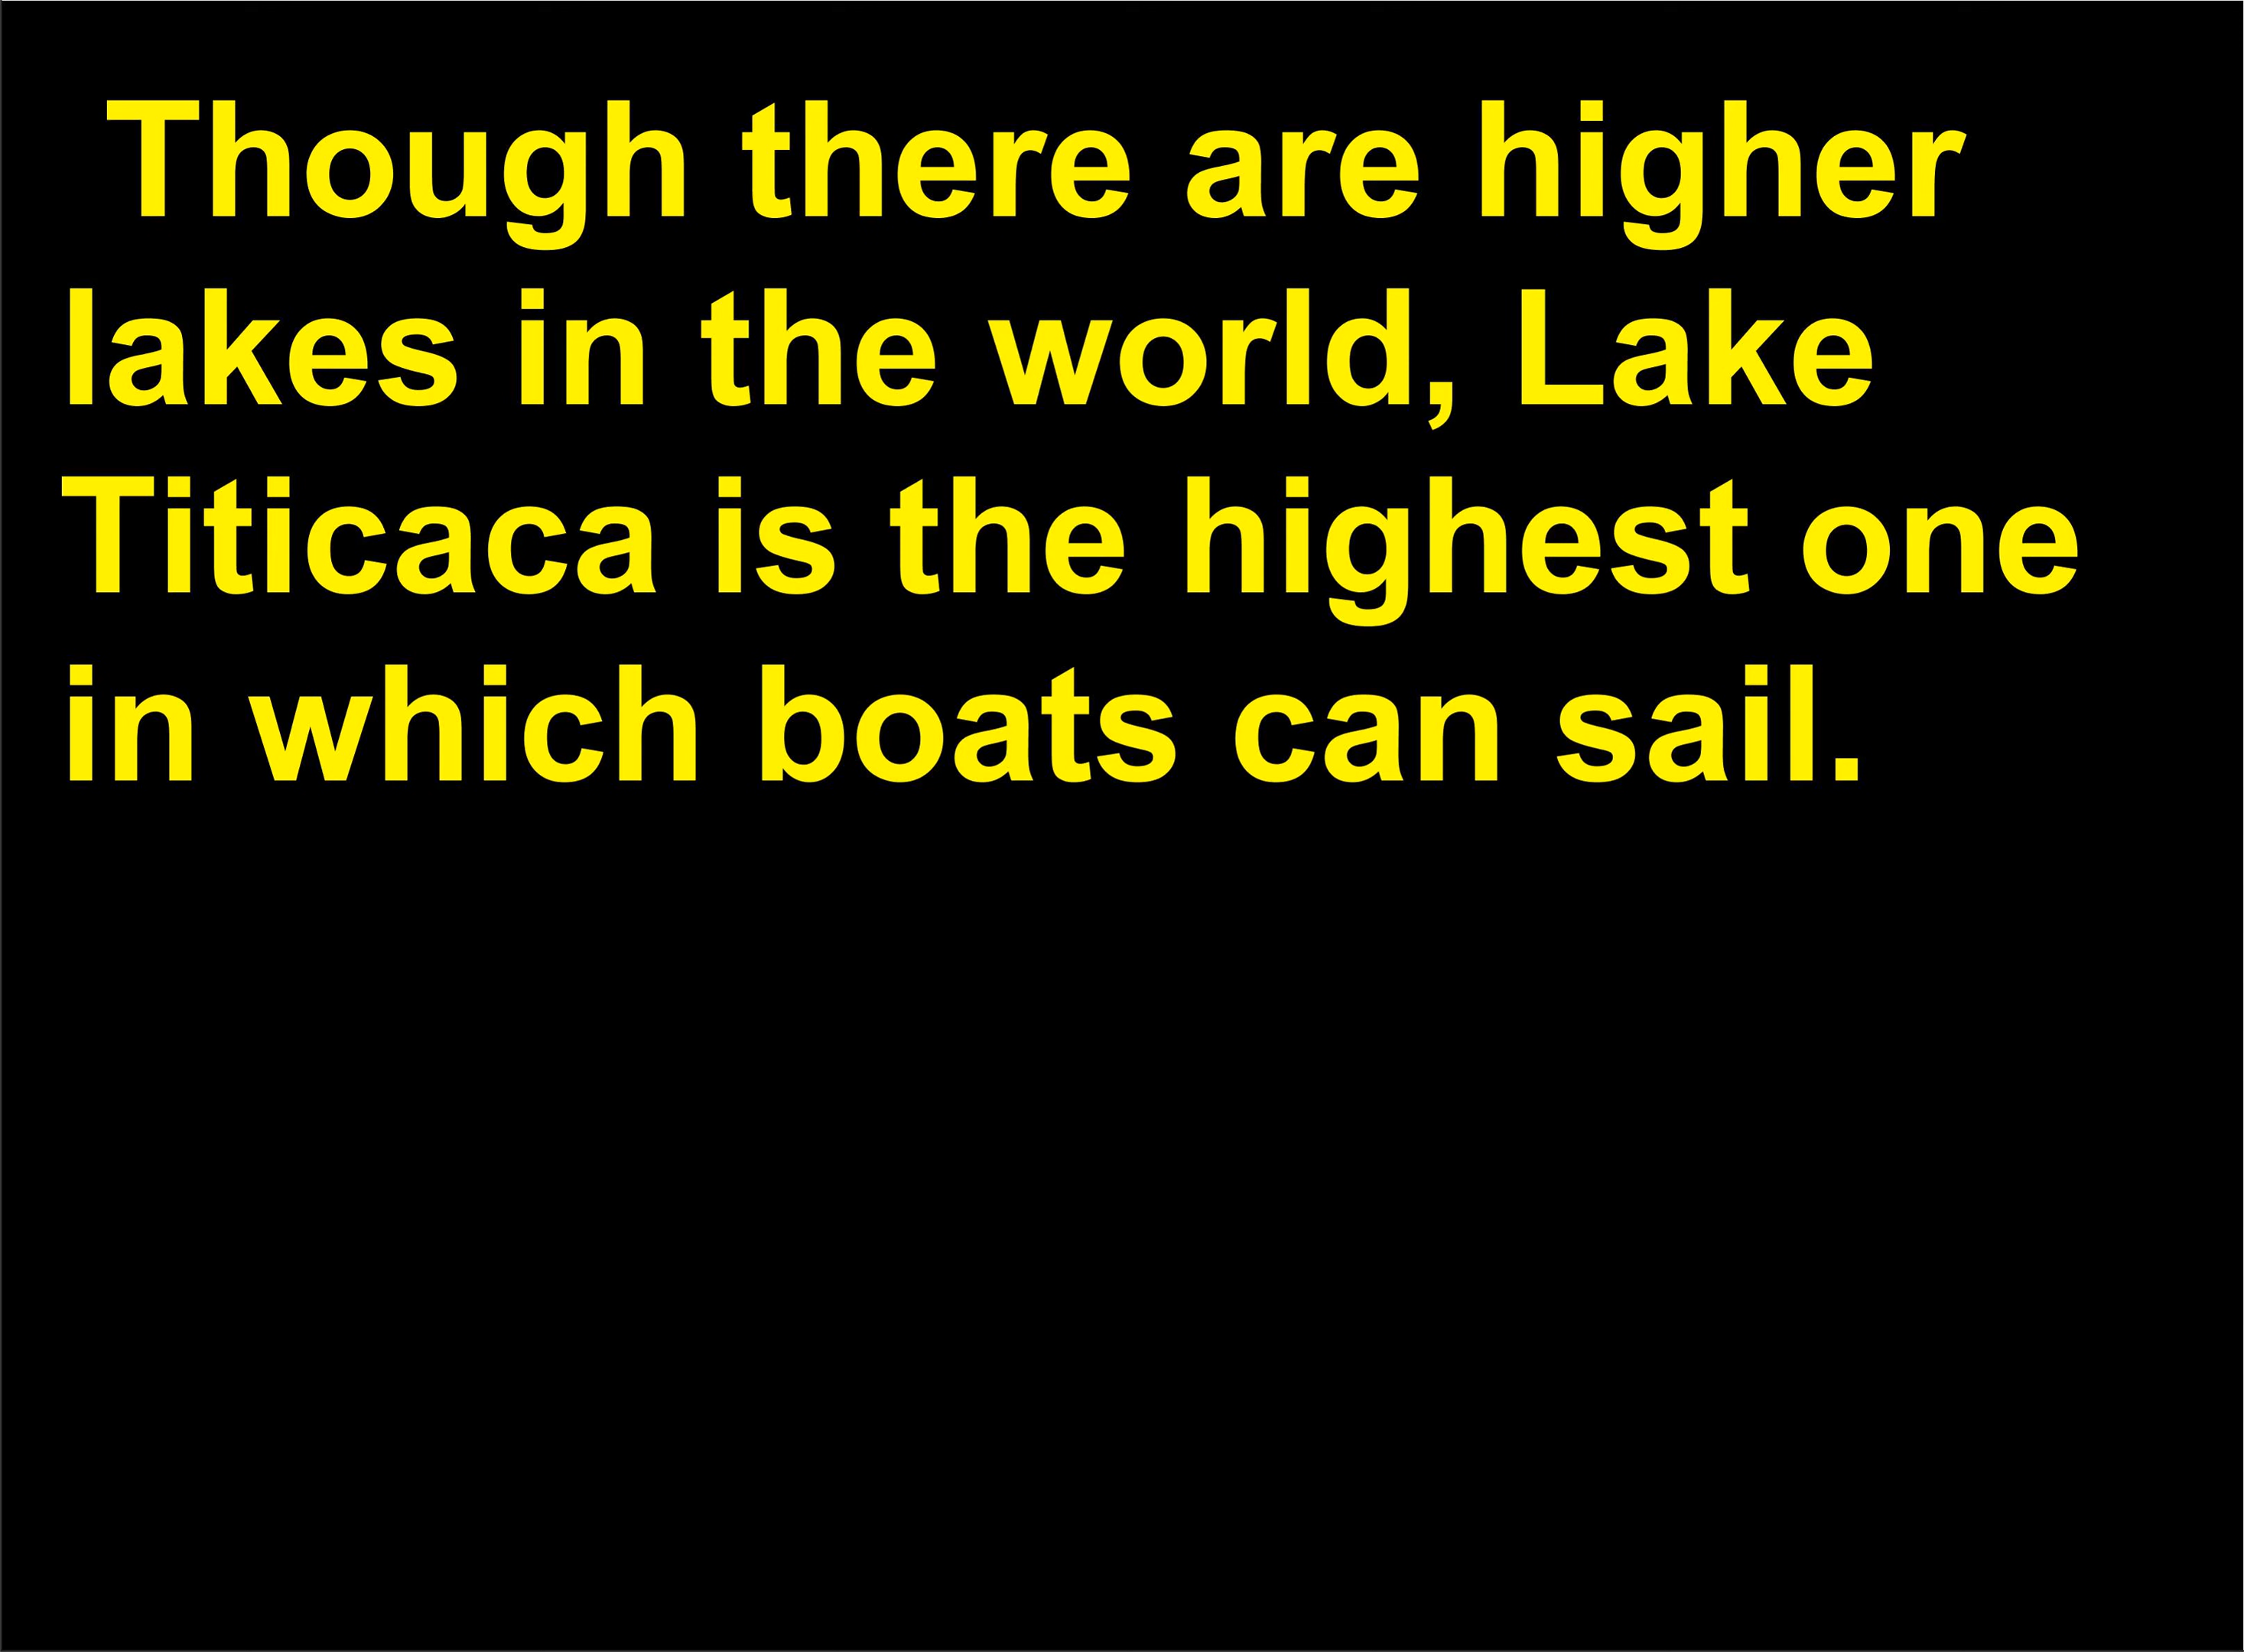 Though there are higher
lakes in the world, Lake
Titicaca is the highest one
in which boats can sail.